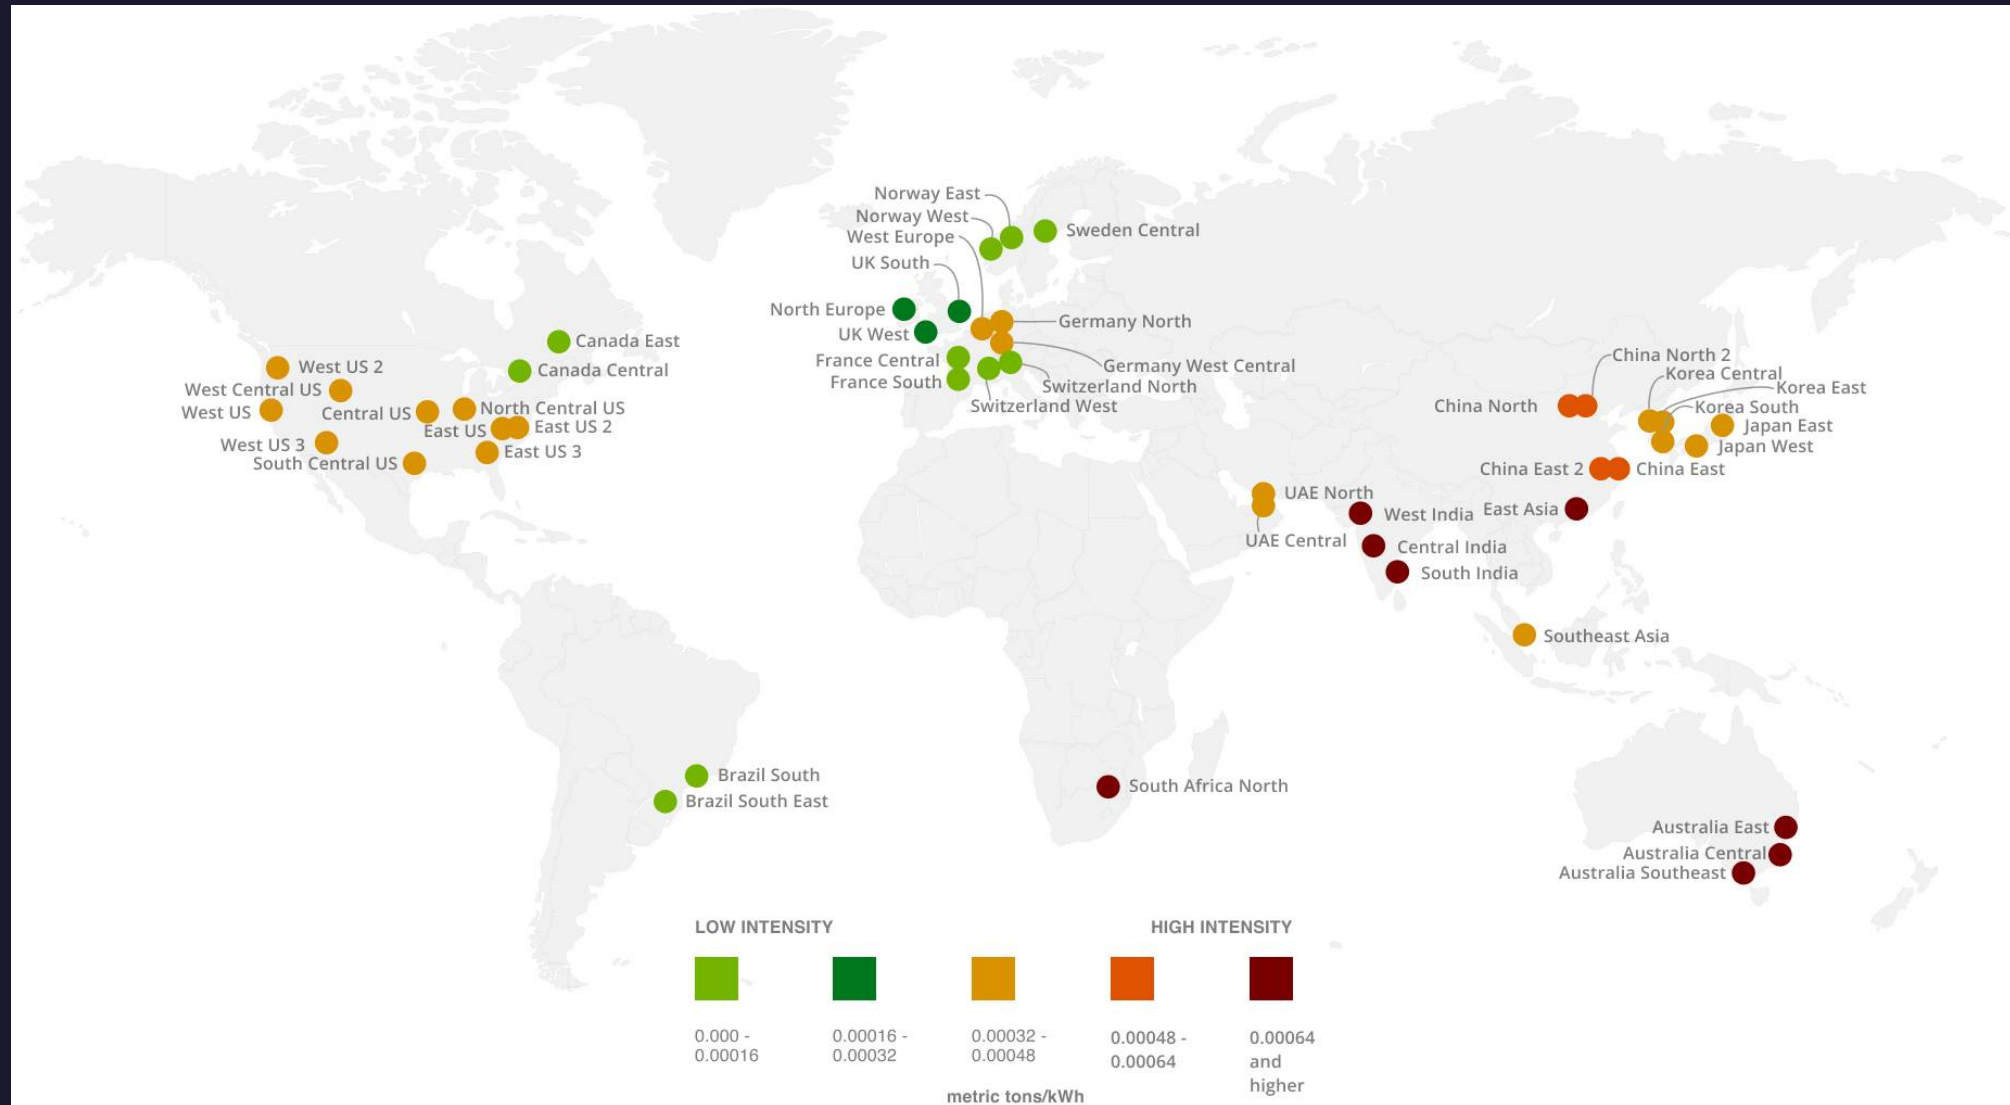 Norway East
Norway West
West Europe
Sweden Central
UK South
North Europe
UK West
Germany North
France Central
France South
Germany West Central
Switzerland North
Switzerland West
Canada East
Canada Central
West US 2
West Central US
West US
Central US
North Central US
East US
East US 2
West US 3
East US 3
South Central US
China North 2
Korea Central
Korea East
China North
Korea South
Japan East
Japan West
China East 2
China East
UAE North
West India
East Asia
UAE Central
Central India
South India
Southeast Asia
Brazil South
Brazil South East
South Africa North
Australia East
Australia Central
Australia Southeast
LOW INTENSITY
HIGH INTENSITY
0.000 -
0.00016
0.00016 -
0.00032
0.00032 -
0.00048
0.00048 -
0.00064
0.00064
and
higher
metric tons/kWh